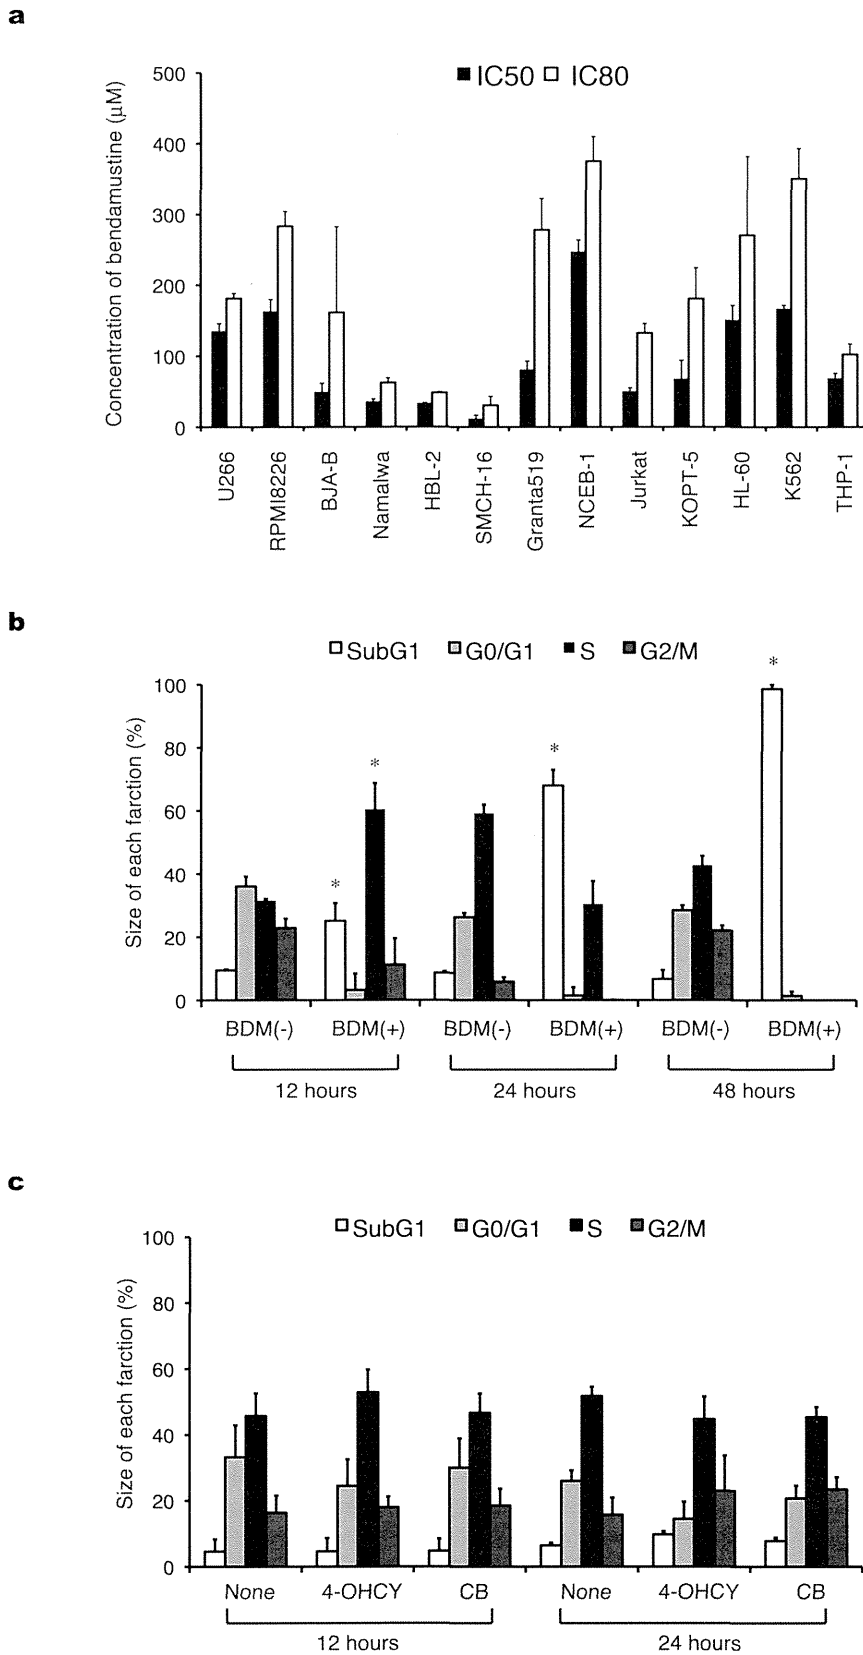 a
IC50 IC80
Concentration of bendamustine (μM)
500
400
300
200
100
0
U266
RPMI8226
BJA-B
Namalwa
HBL-2
SMCH-16
Granta519
NCEB-1
Jurkat
KOPT-5
HL-60
K562
THP-1
b
SubG1 G0/G1 S G2/M
Size of each farction (%)
100
80
60
40
20
0
* * * *
BDM(-) BDM(+) BDM(-) BDM(+) BDM(-) BDM(+)
12 hours 24 hours 48 hours
c
SubG1 G0/G1 S G2/M
Size of each farction (%)
100
80
60
40
20
0
None 4-OHCY CB None 4-OHCY CB
12 hours 24 hours